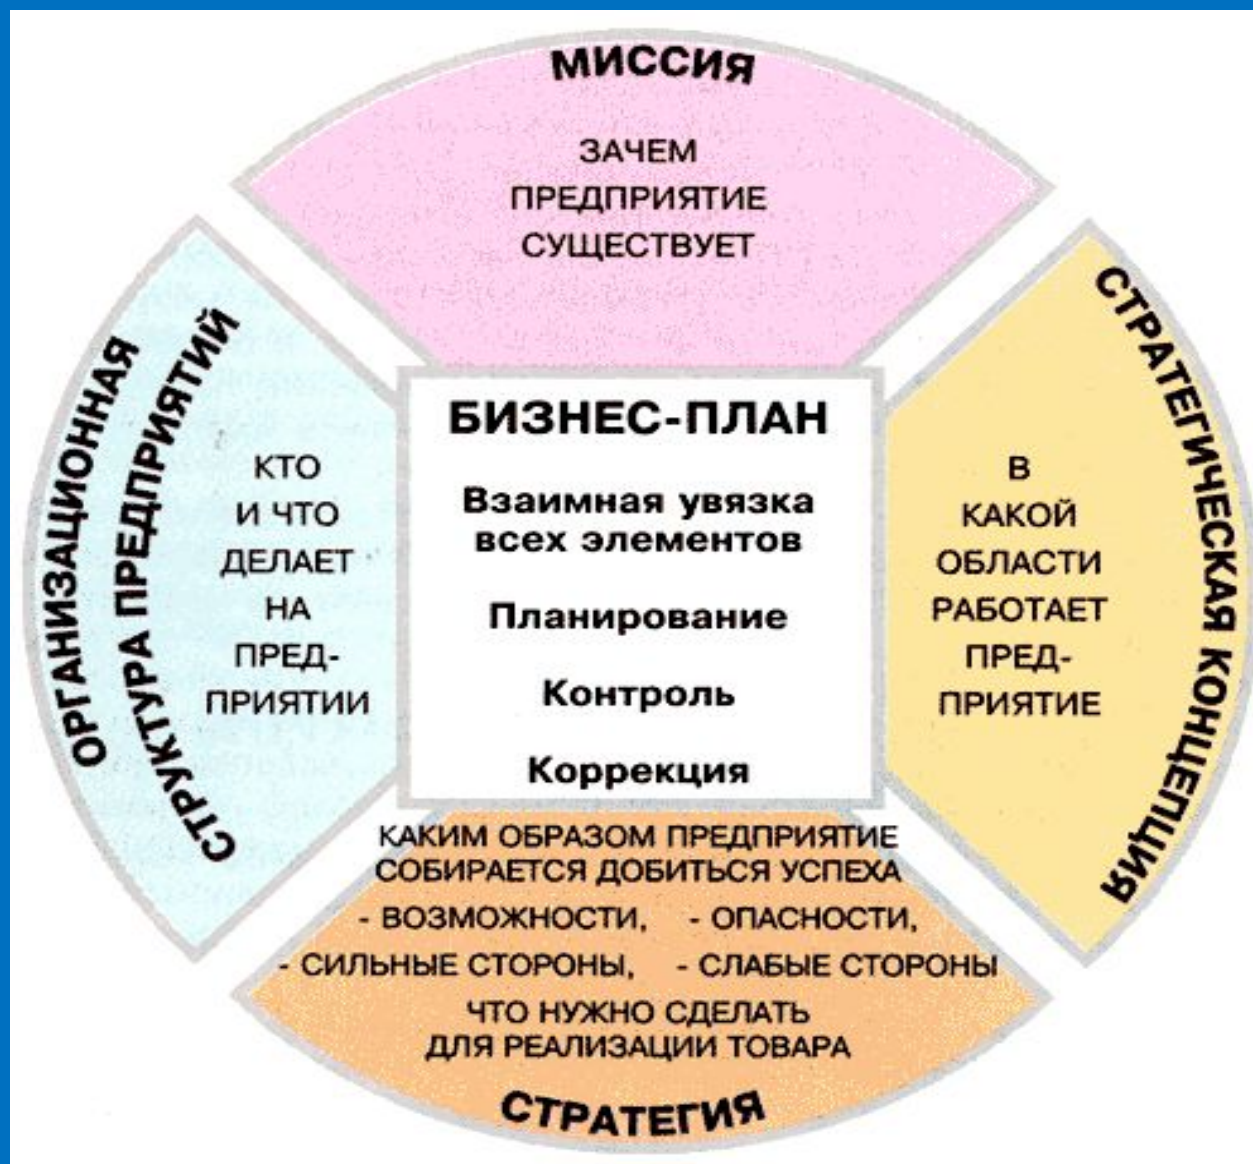 МИССИЯ
ЗАЧЕМ
ПРЕДПРИЯТИЕ
СУЩЕСТВУЕТ
СТРАТЕГИЧЕСКАЯ КОНЦЕПЦИЯ
В
КАКОЙ
ОБЛАСТИ
РАБОТАЕТ
ПРЕД-
ПРИЯТИЕ
ОРГАНИЗАЦИОННАЯ
СТРУКТУРА ПРЕДПРИЯТИЙ
КТО
И ЧТО
ДЕЛАЕТ
НА
ПРЕД-
ПРИЯТИИ
БИЗНЕС-ПЛАН
Взаимная увязка
всех элементов
Планирование
Контроль
Коррекция
КАКИМ ОБРАЗОМ ПРЕДПРИЯТИЕ
СОБИРАЕТСЯ ДОБИТЬСЯ УСПЕХА
- ВОЗМОЖНОСТИ, - ОПАСНОСТИ,
- СИЛЬНЫЕ СТОРОНЫ, - СЛАБЫЕ СТОРОНЫ
ЧТО НУЖНО СДЕЛАТЬ
ДЛЯ РЕАЛИЗАЦИИ ТОВАРА
СТРАТЕГИЯ